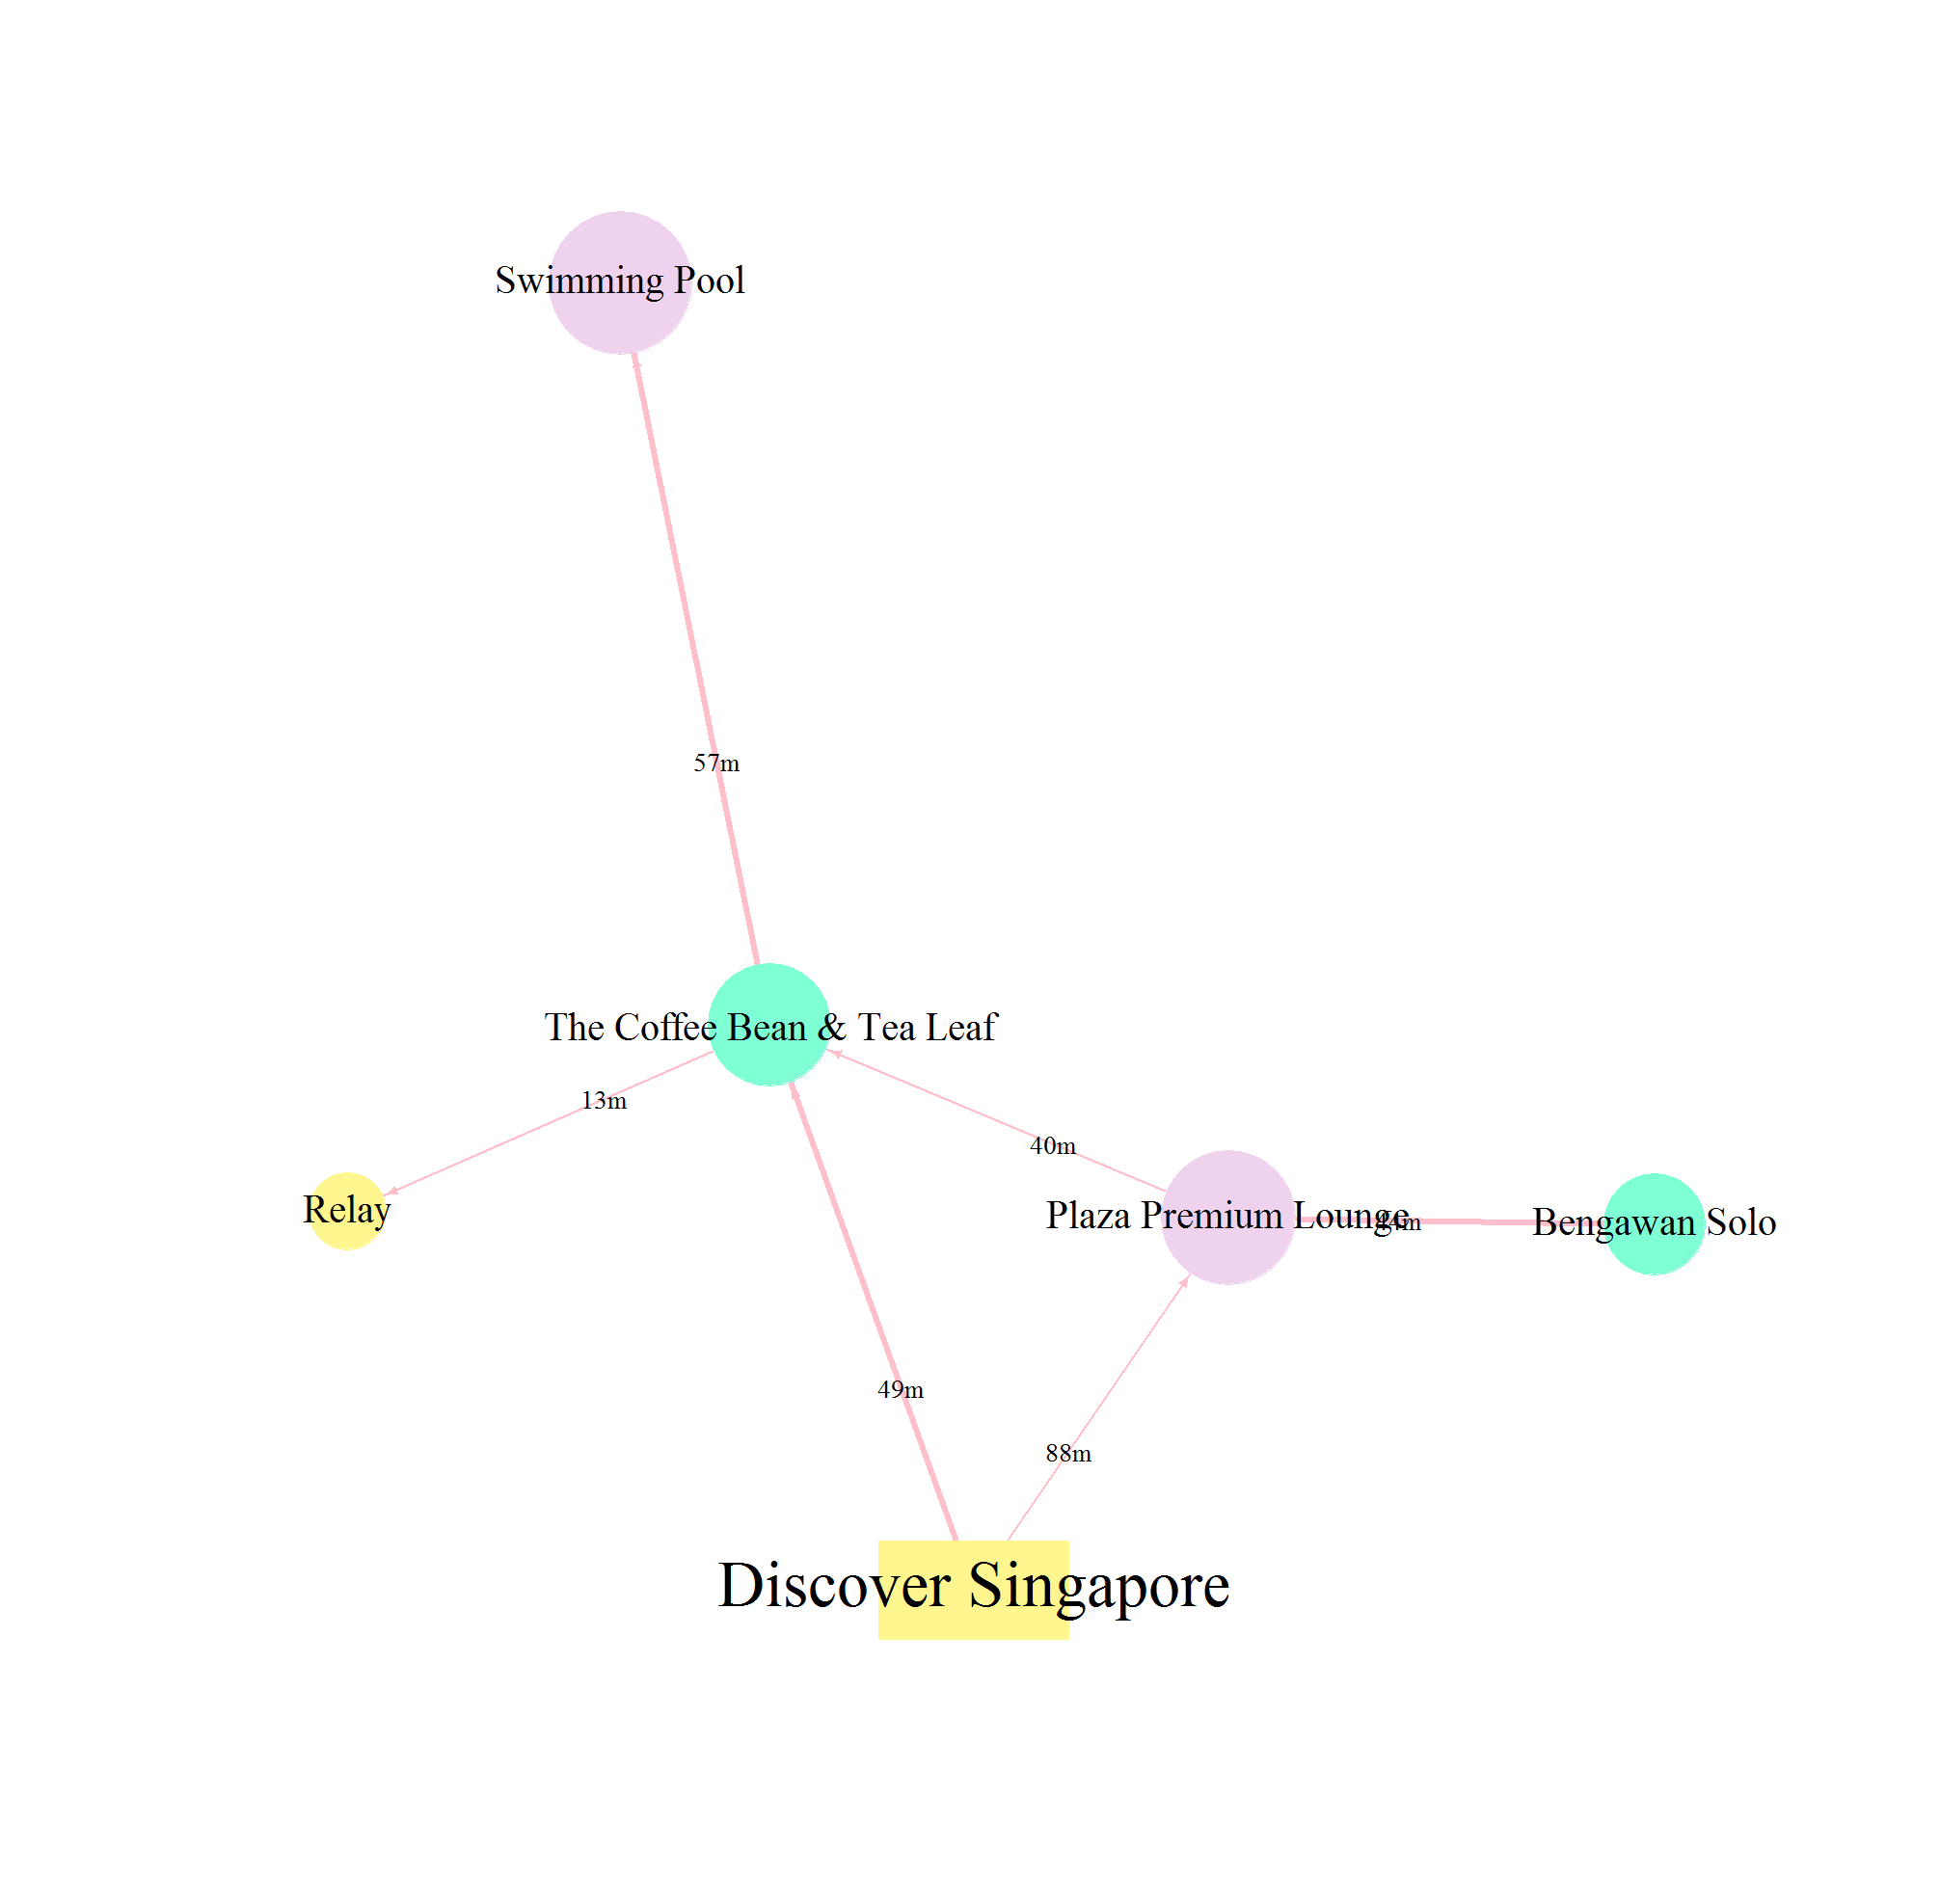 Swimming Pool
57m
The Coffee Bean & Tea Leaf
13m
40m
Relay
Plaza Premium Lounge
44m
Bengawan Solo
49m
88m
Discover Singapore